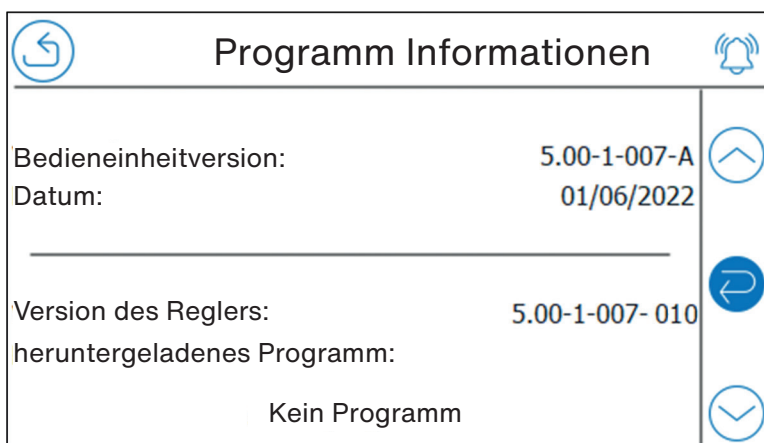 Programm Informationen
Bedieneinheitversion: 5.00-1-007-A
Datum: 01/06/2022
Version des Reglers: 5.00-1-007- 010
heruntergeladenes Programm:
Kein Programm